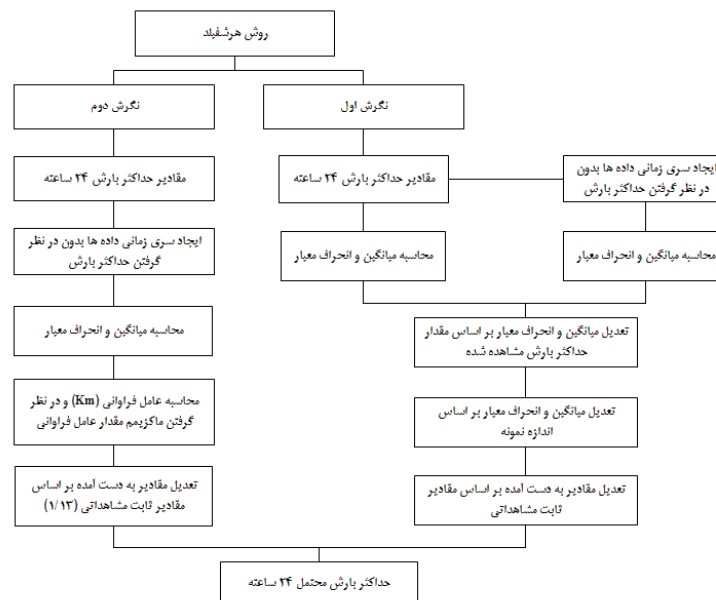 روش هرشفیلد
نگرش اول
نگرش دوم
مقادیر حداکثر بارش ۲۴ ساعته
ایجاد سری زمانی داده ها بدون
در نظر گرفتن حداکثر بارش
محاسبه میانگین و انحراف معیار
محاسبه میانگین و انحراف معیار
تعدیل میانگین و انحراف معیار بر اساس مقدار
حداکثر بارش مشاهده شده
تعدیل میانگین و انحراف معیار بر اساس
اندازه نمونه
تعدیل مقادیر به دست آمده بر اساس مقادیر
ثابت مشاهداتی
مقادیر حداکثر بارش ۲۴ ساعته
ایجاد سری زمانی داده ها بدون در نظر
گرفتن حداکثر بارش
محاسبه میانگین و انحراف معیار
محاسبه عامل فراوانی (Km) و در نظر
گرفتن ماکزیمم مقدار عامل فراوانی
تعدیل مقادیر به دست آمده بر اساس
مقادیر ثابت مشاهداتی (۱/۱۳)
حداکثر بارش محتمل ۲۴ ساعته